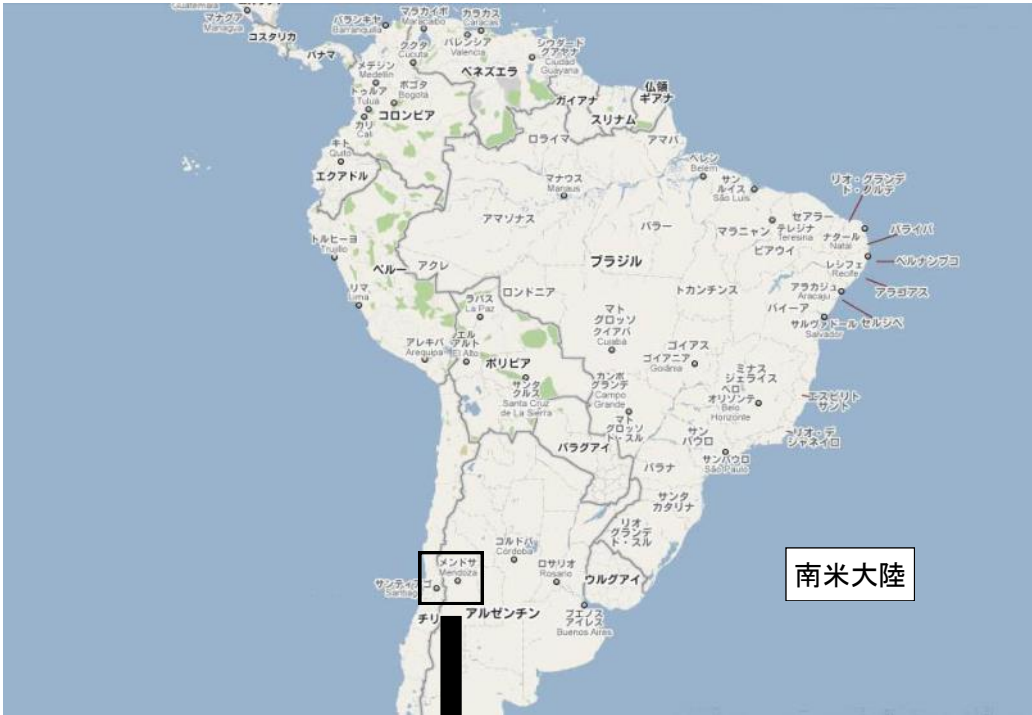 Guatemala
マナグア
Managua
コスタリカ
パナマ
バランキヤ
Barranquilla
マラカイボ
Maracaibo
カラカス
Caracas
バレンシア
Valencia
ククタ
Cucuta
シウダード
グアヤナ
Ciudad
Guayana
ベネズエラ
メデジン
Medellin
トゥルア
Tuluá
ボゴタ
Bogotá
コロンビア
カリ
Cali
ガイアナ
スリナム
仏領
ギアナ
キト
Quito
エクアドル
ロライマ
アマパ
マナウス
Manaus
ベレン
Belem
サン
ルイス
São Luis
リオ・グランデ
アマゾナス
パラー
マラニャン
テレジナ
Teresina
セアラー
ピアウイ
ナタール
Natal
パライバ
トルヒーヨ
Trujillo
ペルー
アクレ
ブラジル
レシフェ
Recife
ペルナンブコ
リマ
Lima
ラパス
La Paz
ロンドニア
トカンチンス
アラカジュ
Aracaju
アラゴアス
マト
グロッソ
クイアバ
Cuiabá
バイーア
サルヴァドール
Salvador
セルジペ
アレキパ
Arequipa
エル
アルト
El Alto
ボリビア
ゴイアス
ゴイアニア
Goiânia
サンタ
クルス
Santa Cruz
de La Sierra
カンポ
グランデ
Campo
Grande
ミナス
ジェライス
ベロ
オリゾンテ
Belo
Horizonte
エスピリト
サント
マト
グロッソ
ド・スル
サン
パウロ
リオ・デ
ジャネイロ
パラグアイ
サンパウロ
São Paulo
パラナ
サンタ
カタリナ
リオ
グランデ
ド・スル
コルドバ
Córdoba
メンドサ
Mendoza
ロサリオ
Rosario
サンティアゴ
Santiago
ウルグアイ
南米大陸
チリ
アルゼンチン
ブエノス
アイレス
Buenos Aires